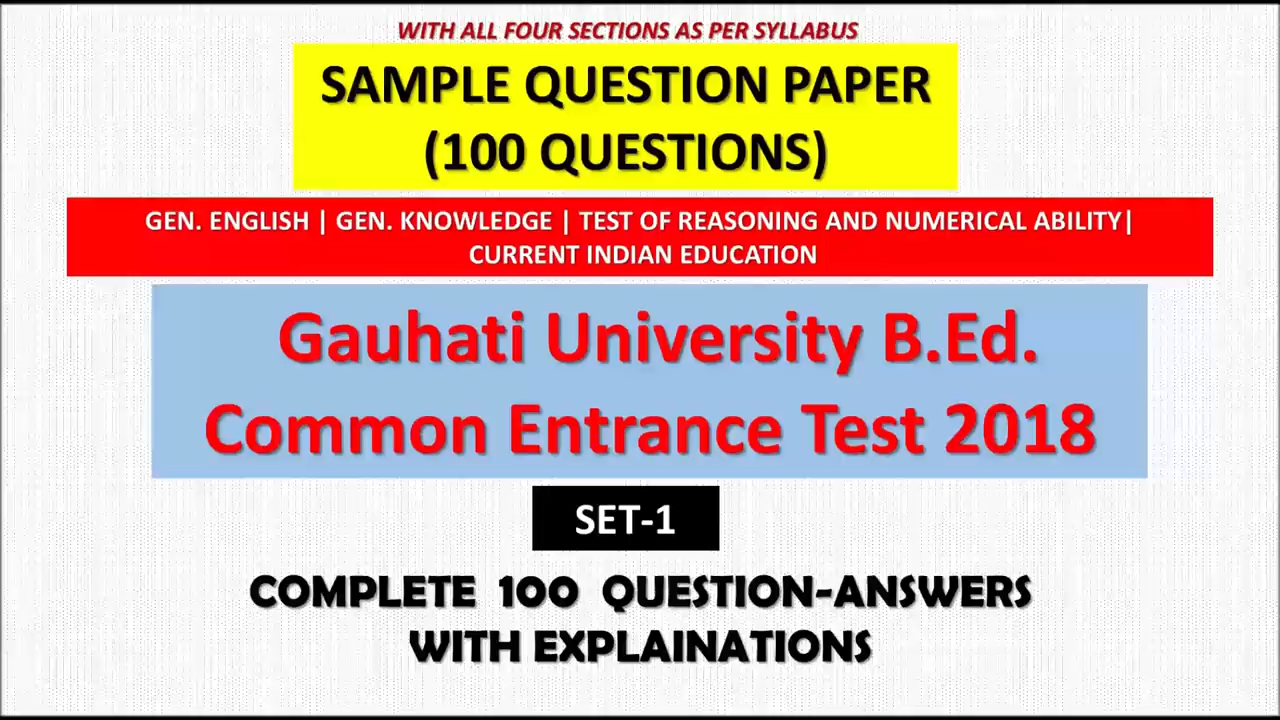 WITH ALL FOUR SECTIONS AS PER SYLLABUS
SAMPLE QUESTION PAPER
(100 QUESTIONS)
GEN. ENGLISH | GEN. KNOWLEDGE | TEST OF REASONING AND NUMERICAL ABILITY|
CURRENT INDIAN EDUCATION
Gauhati University B.Ed.
Common Entrance Test 2018
SET-1
COMPLETE 100 QUESTION-ANSWERS
WITH EXPLAINATIONS